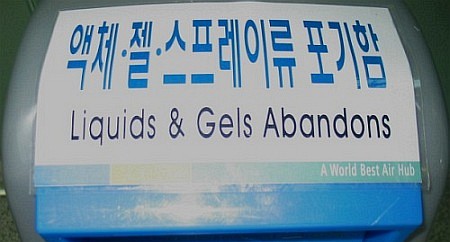 액체·젤·스프레이류 포기함
Liquids & Gels Abandons
A World Best Air Hub